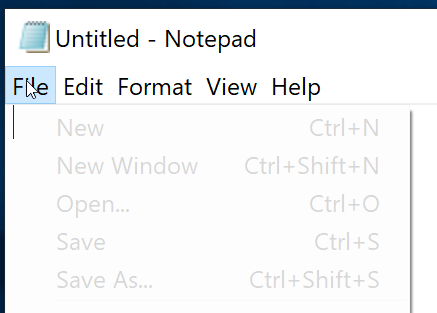 Untitled - Notepad
File Edit Format View Help
New Ctrl+N
New Window Ctrl+Shift+N
Open... Ctrl+O
Save Ctrl+S
Save As... Ctrl+Shift+S